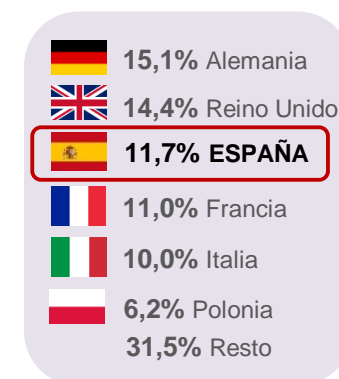 15,1% Alemania
14,4% Reino Unido
11,7% ESPAÑA
11,0% Francia
10,0% Italia
6,2% Polonia
31,5% Resto